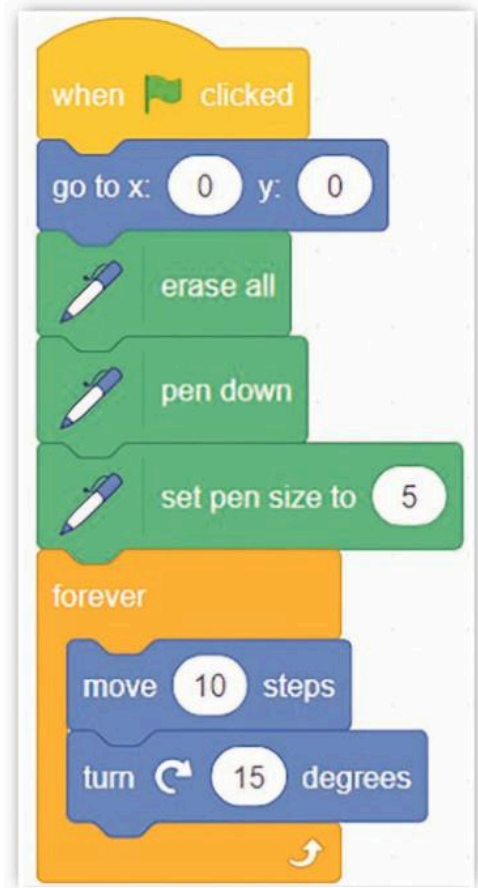 when clicked
go to x: 0 y: 0
erase all
pen down
set pen size to 5
forever
move 10 steps
turn 15 degrees